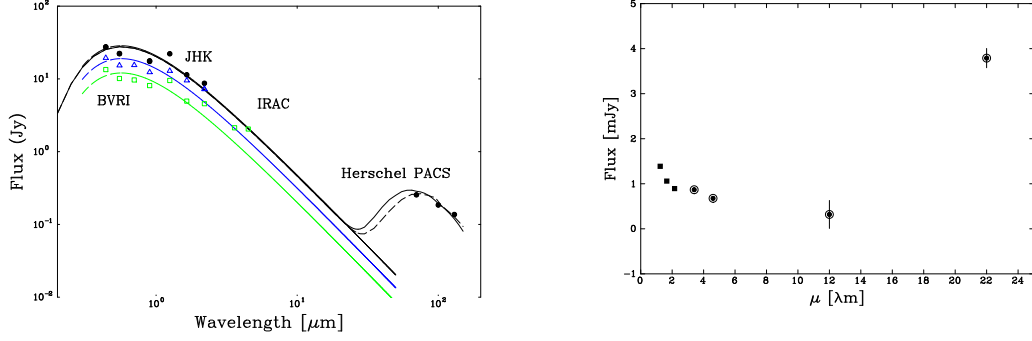 10²
10¹
10⁰
10⁻¹
10⁻²
Flux (Jy)
JHK
BVRI
IRAC
Herschel PACS
10⁰
10¹
10²
Wavelength [μm]
5
4
3
2
1
0
−1
Flux [mJy]
0 2 4 6 8 10 12 14 16 18 20 22 24
μ [λm]